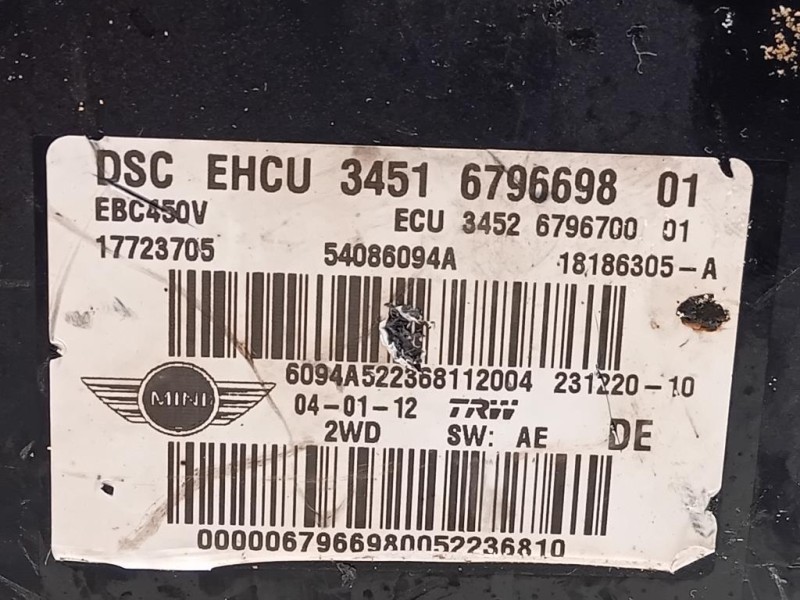 DSC EHCU 3451 6796698 01
EBC450V ECU 3452 6796700 01
17723705 54086094A 18186305-A
6094A522368112004 231220-10
MINI
04-01-12 TRW
2WD SW: AE DE
0000067966980052236810